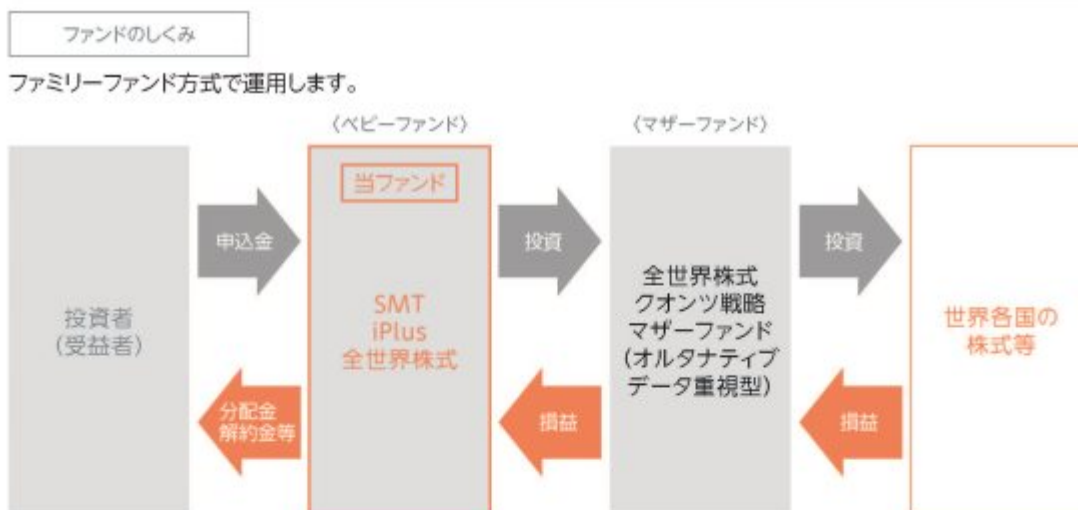 ファンドのしくみ
ファミリーファンド方式で運用します。
〈ベビーファンド〉
〈マザーファンド〉
投資者
(受益者)
申込金
分配金
解約金等
当ファンド
SMT
iPlus
全世界株式
投資
損益
全世界株式
クオンツ戦略
マザーファンド
(オルタナティブ
データ重視型)
投資
損益
世界各国の
株式等